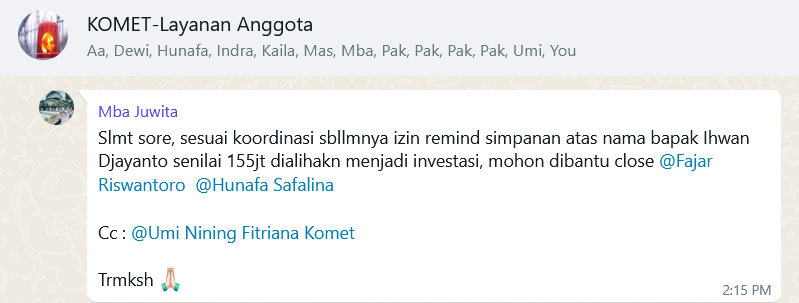 KOMET-Layanan Anggota
Aa, Dewi, Hunafa, Indra, Kaila, Mas, Mba, Pak, Pak, Pak, Pak, Umi, You
Mba Juwita
Slmt sore, sesuai koordinasi sbllmnya izin remind simpanan atas nama bapak Ihwan
Djayanto senilai 155jt dialihakn menjadi investasi, mohon dibantu close @Fajar
Riswantoro @Hunafa Safalina
Cc : @Umi Nining Fitriana Komet
Trmksh 🙏🏻
2:15 PM